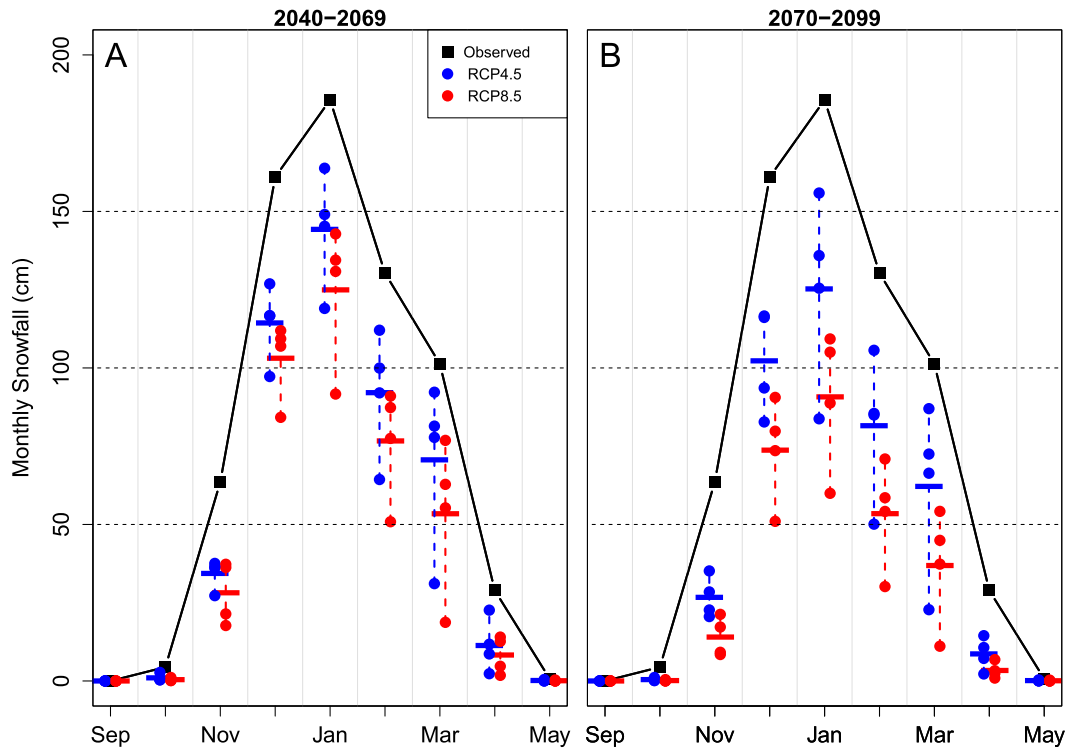 2040−2069
2070−2099
A
Observed
RCP4.5
RCP8.5
B
Monthly Snowfall (cm)
200
150
100
50
0
Sep
Nov
Jan
Mar
May
Sep
Nov
Jan
Mar
May